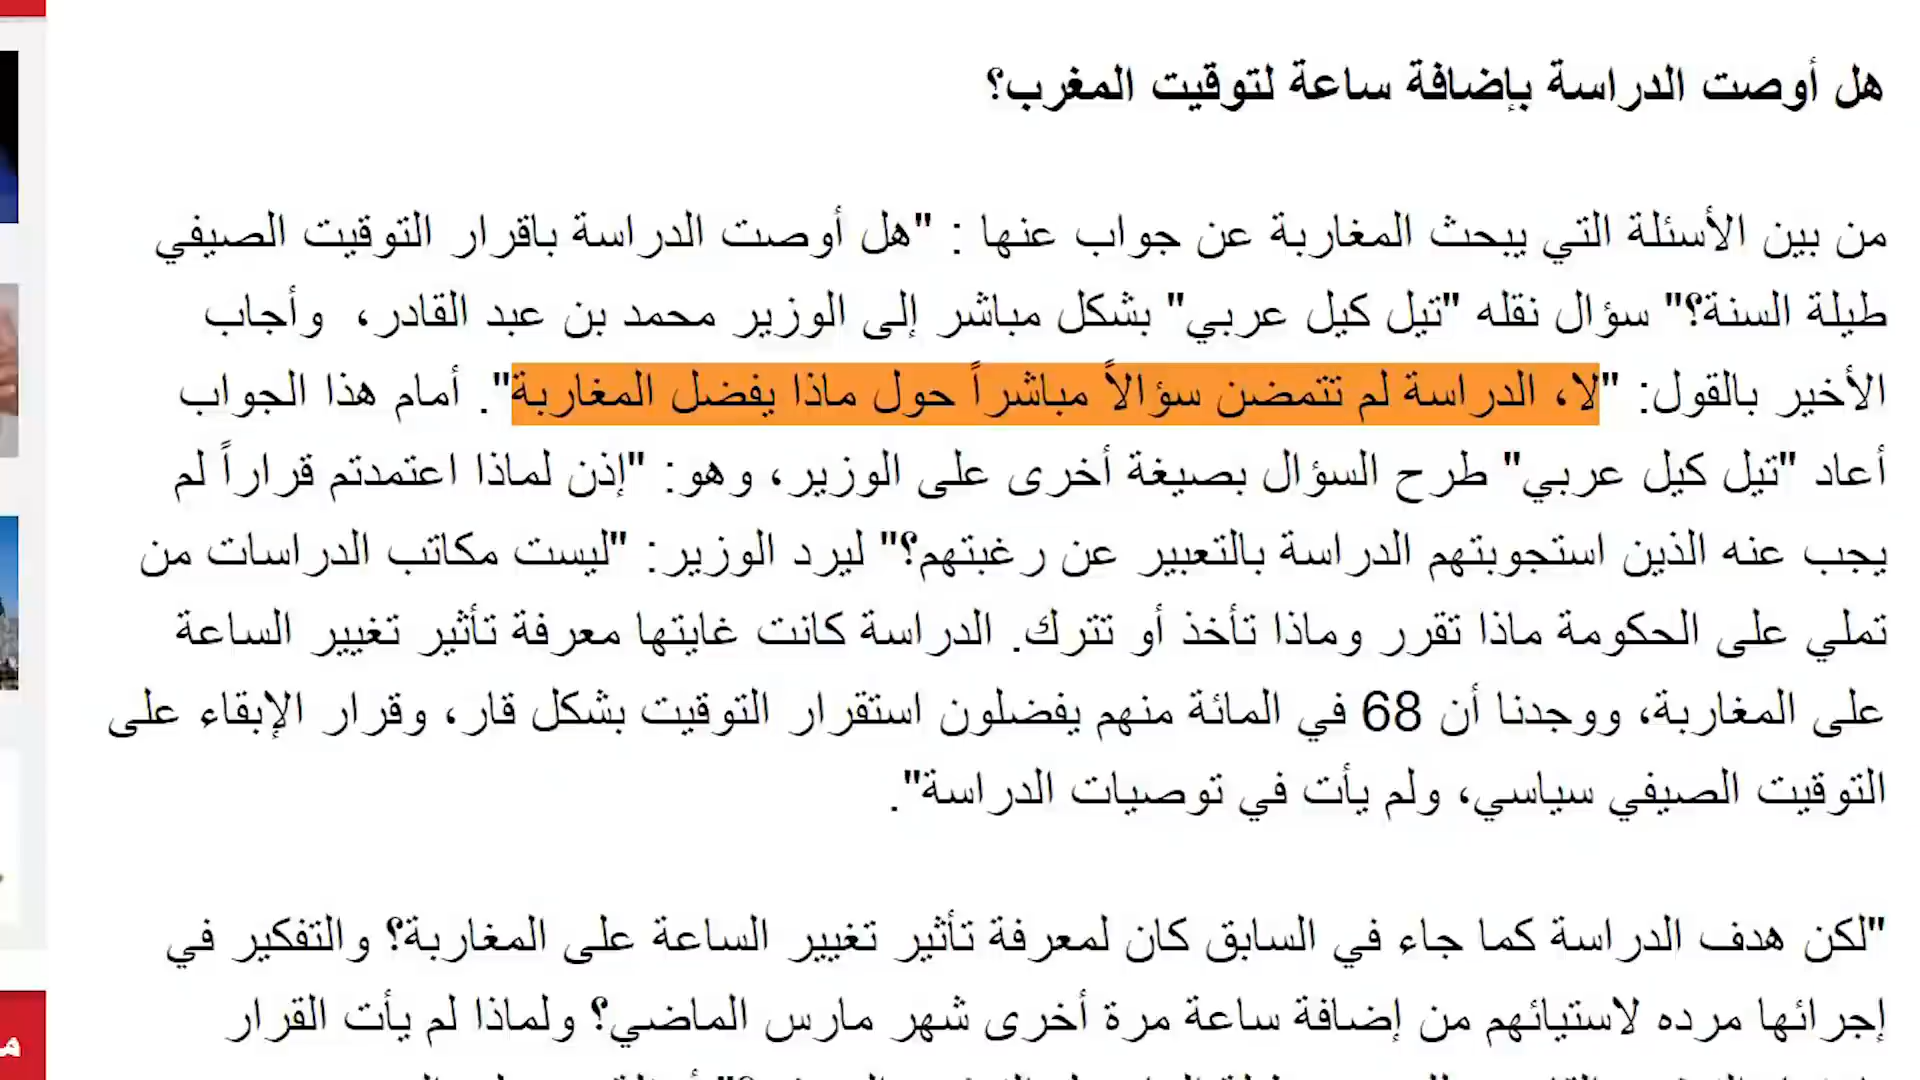 هل أوصت الدراسة بإضافة ساعة لتوقيت المغرب؟
من بين الأسئلة التي يبحث المغاربة عن جواب عنها : "هل أوصت الدراسة باقرار التوقيت الصيفي
طيلة السنة؟" سؤال نقله "تيل كيل عربي" بشكل مباشر إلى الوزير محمد بن عبد القادر، وأجاب
الأخير بالقول: "لا، الدراسة لم تتمضن سؤالاً مباشراً حول ماذا يفضل المغاربة". أمام هذا الجواب
أعاد "تيل كيل عربي" طرح السؤال بصيغة أخرى على الوزير، وهو: "إذن لماذا اعتمدتم قراراً لم
يجب عنه الذين استجوبتهم الدراسة بالتعبير عن رغبتهم؟" ليرد الوزير: "ليست مكاتب الدراسات من
تملي على الحكومة ماذا تقرر وماذا تأخذ أو تترك. الدراسة كانت غايتها معرفة تأثير تغيير الساعة
على المغاربة، ووجدنا أن 68 في المائة منهم يفضلون استقرار التوقيت بشكل قار، وقرار الإبقاء على
التوقيت الصيفي سياسي، ولم يأت في توصيات الدراسة".
"لكن هدف الدراسة كما جاء في السابق كان لمعرفة تأثير تغيير الساعة على المغاربة؟ والتفكير في
إجرائها مرده لاستيائهم من إضافة ساعة مرة أخرى شهر مارس الماضي؟ ولماذا لم يأت القرار